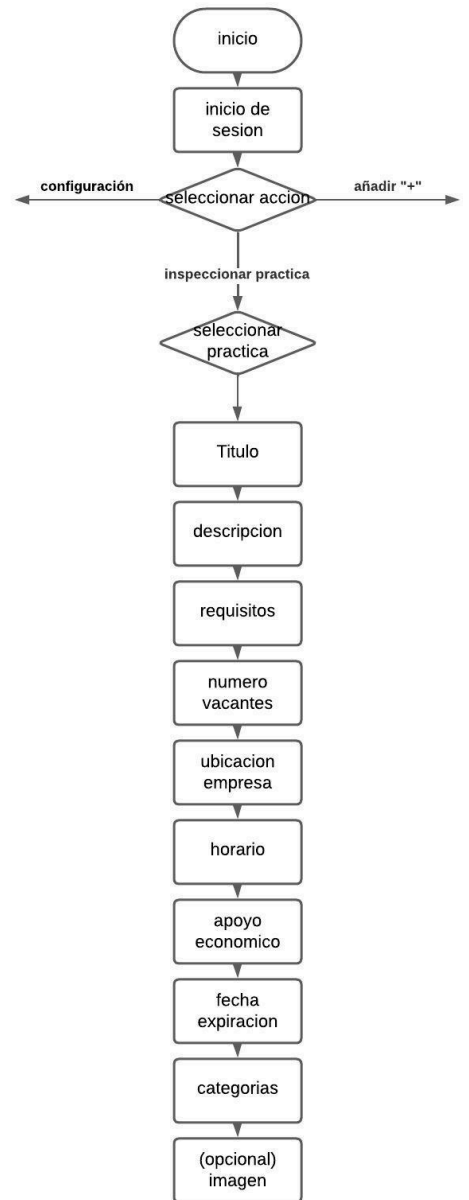 inicio
inicio de
sesion
configuración
seleccionar accion
añadir "+"
inspeccionar practica
seleccionar
practica
Titulo
descripcion
requisitos
numero
vacantes
ubicacion
empresa
horario
apoyo
economico
fecha
expiracion
categorias
(opcional)
imagen